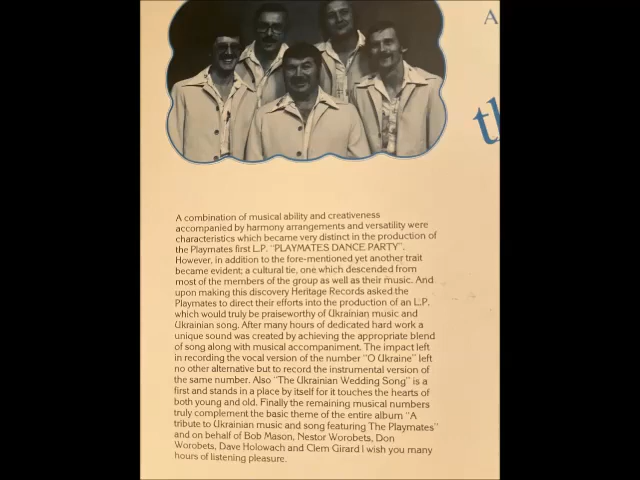 A
th
A combination of musical ability and creativeness
accompanied by harmony arrangements and versatility were
characteristics which became very distinct in the production of
the Playmates first L.P. "PLAYMATES DANCE PARTY".
However, in addition to the fore-mentioned yet another trait
became evident; a cultural tie, one which descended from
most of the members of the group as well as their music. And
upon making this discovery Heritage Records asked the
Playmates to direct their efforts into the production of an L.P.
which would truly be praiseworthy of Ukrainian music and
Ukrainian song. After many hours of dedicated hard work a
unique sound was created by achieving the appropriate blend
of song along with musical accompaniment. The impact left
in recording the vocal version of the number "O Ukraine" left
no other alternative but to record the instrumental version of
the same number. Also "The Ukrainian Wedding Song" is a
first and stands in a place by itself for it touches the hearts of
both young and old. Finally the remaining musical numbers
truly complement the basic theme of the entire album "A
tribute to Ukrainian music and song featuring The Playmates"
and on behalf of Bob Mason, Nestor Worobets, Don
Worobets, Dave Holowach and Clem Girard I wish you many
hours of listening pleasure.